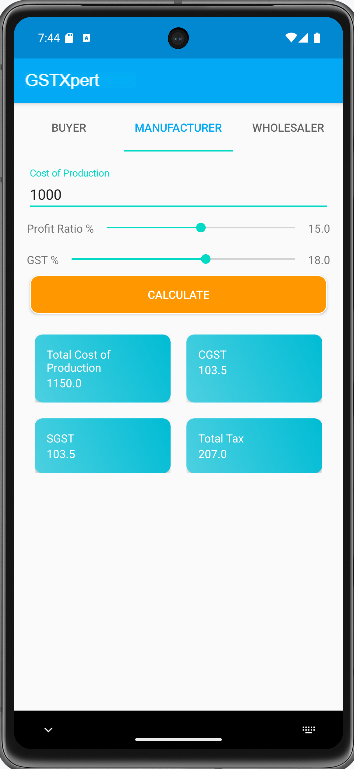 7:44
GSTXpert
BUYER MANUFACTURER WHOLESALER
Cost of Production
1000
Profit Ratio % 15.0
GST % 18.0
CALCULATE
Total Cost of
Production
1150.0
CGST
103.5
SGST
103.5
Total Tax
207.0